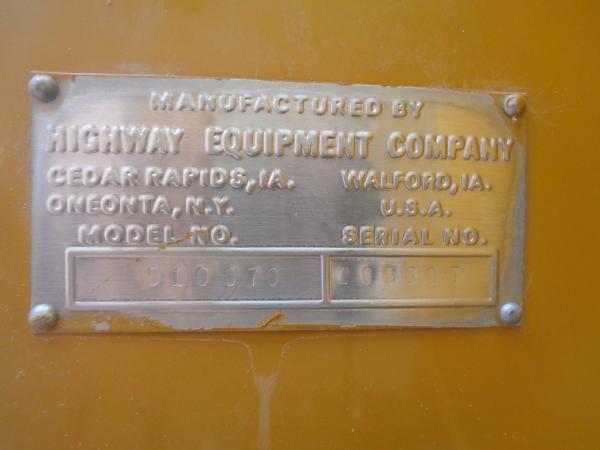 MANUFACTURED BY
HIGHWAY EQUIPMENT COMPANY
CEDAR RAPIDS, IA. WALFORD, IA.
ONEONTA, N.Y. U.S.A.
MODEL NO. SERIAL NO.